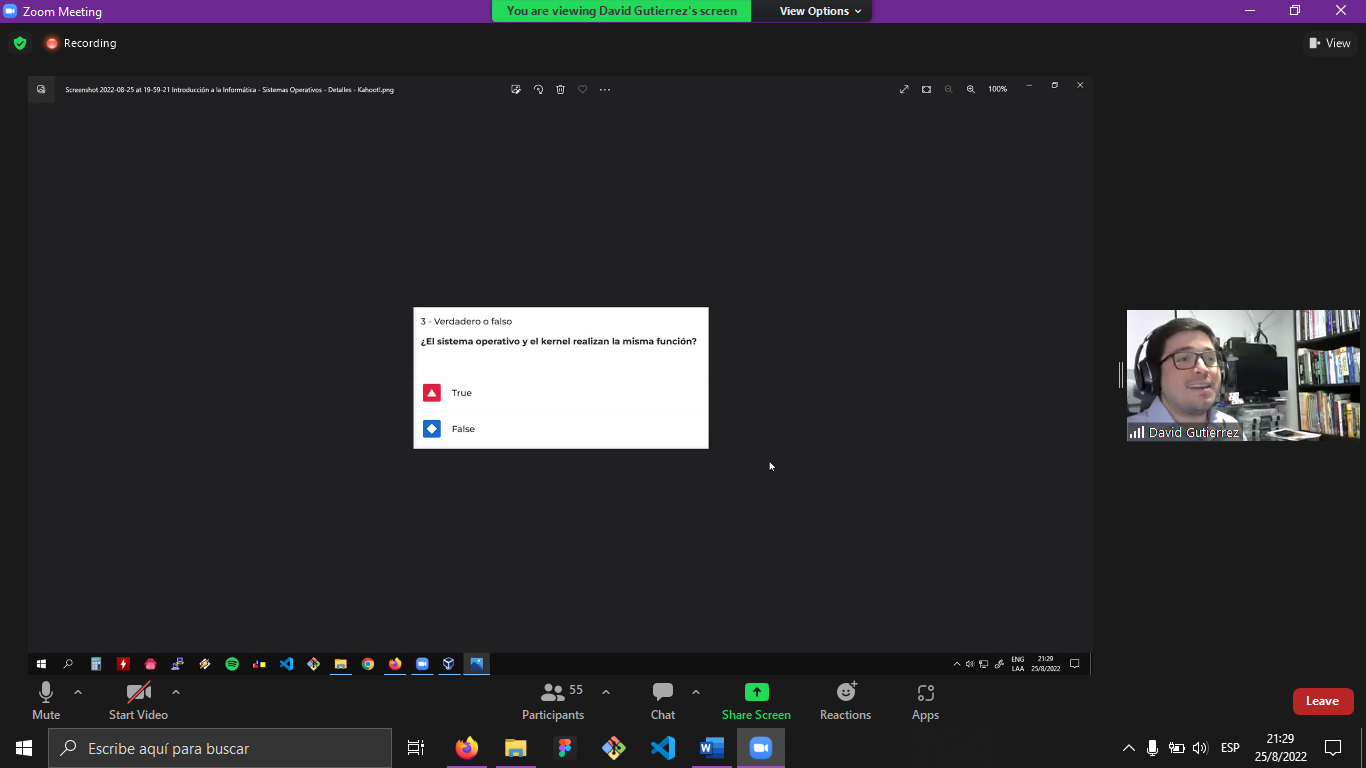 Zoom Meeting
You are viewing David Gutierrez's screen
View Options
Recording
View
Screenshot 2022-08-25 at 19-59-21 Introducción a la Informática - Sistemas Operativos - Detalles - Kahoot!.png
100%
3 - Verdadero o falso
¿El sistema operativo y el kernel realizan la misma función?
True
False
David Gutierrez
ENG
LAA
21:29
25/8/2022
Mute
Start Video
Participants
55
Chat
Share Screen
Reactions
Apps
Leave
Escribe aquí para buscar
ESP
21:29
25/8/2022